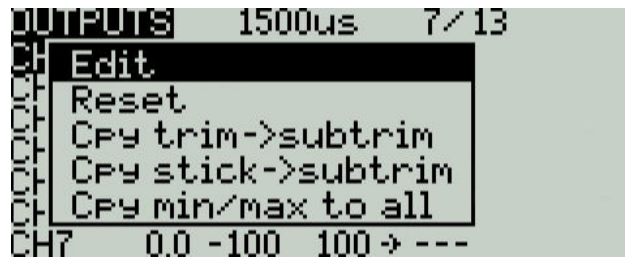 OUTPUTS 1500us 7/13
Edit
Reset
Cpy trim->subtrim
Cpy stick->subtrim
Cpy min/max to all
CH7 0.0 -100 100 → ---